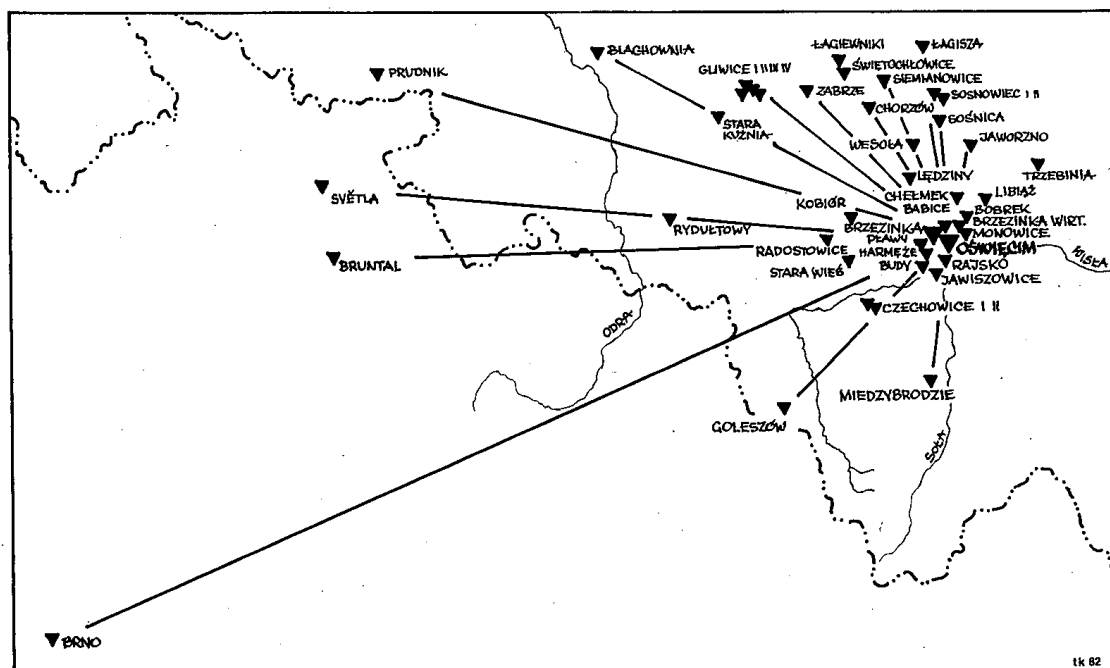 ŁAGIEWNIKI
ŁAGISZA
BLACHOWNIA
ŚWIĘTOCHŁOWICE
PRUDNIK
GLIWICE I II III IV
SIEMIANOWICE
ZABRZE
SOSNOWIEC I II
CHORZÓW
STARA
KUŹNIA
SOŚNICA
WESOŁA
JAWORZNO
TRZEBINIA
LĘDZINY
SVĚTLA
CHEŁMEK
LIBIĄŻ
KOBIÓR
BABICE
BOBREK
RYDUŁTOWY
BRZEZINKA
BRZEZINKA WIRT.
PŁAWY
MONOWICE
RADOSTOWICE
HARMĘŻE
OŚWIĘCIM
WISŁA
BRUNTAL
STARA WIEŚ
BUDY
RAJSKO
JAWISZOWICE
CZECHOWICE I II
ODRA
MIEDZYBRODZIE
GOLESZÓW
SOŁA
BRNO
tk 82